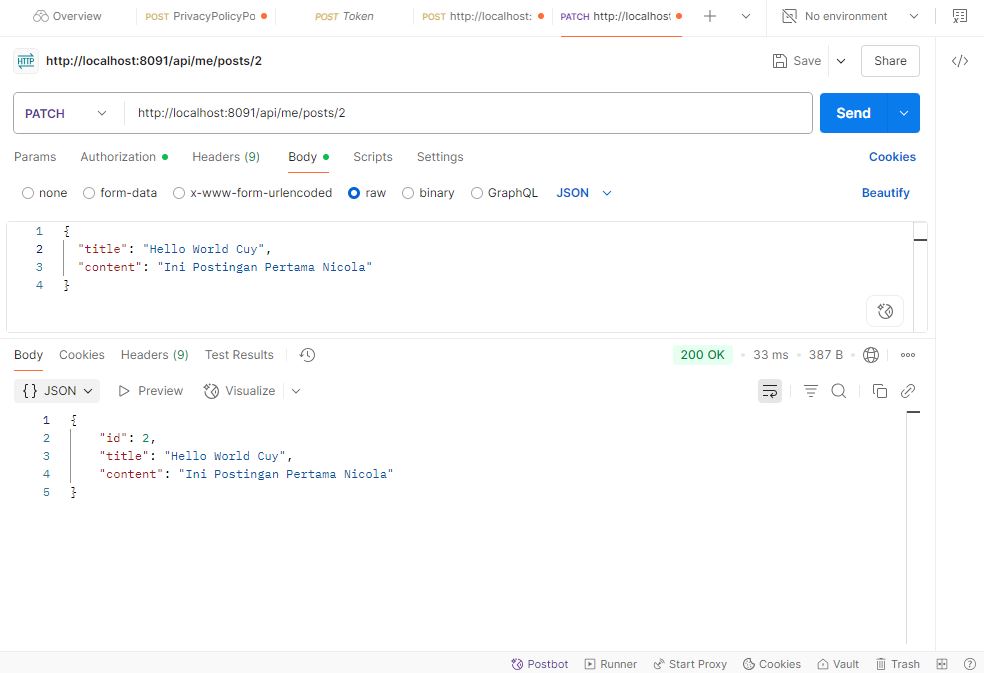 Overview
POST PrivacyPolicyPo
POST Token
POST http://localhost:
PATCH http://localhost
No environment
HTTP
http://localhost:8091/api/me/posts/2
Save
Share
PATCH
http://localhost:8091/api/me/posts/2
Send
Params
Authorization
Headers (9)
Body
Scripts
Settings
Cookies
none
form-data
x-www-form-urlencoded
raw
binary
GraphQL
JSON
Beautify
1 {
2 "title": "Hello World Cuy",
3 "content": "Ini Postingan Pertama Nicola"
4 }
Body
Cookies
Headers (9)
Test Results
200 OK
33 ms
387 B
{} JSON
Preview
Visualize
1 {
2 "id": 2,
3 "title": "Hello World Cuy",
4 "content": "Ini Postingan Pertama Nicola"
5 }
Postbot
Runner
Start Proxy
Cookies
Vault
Trash